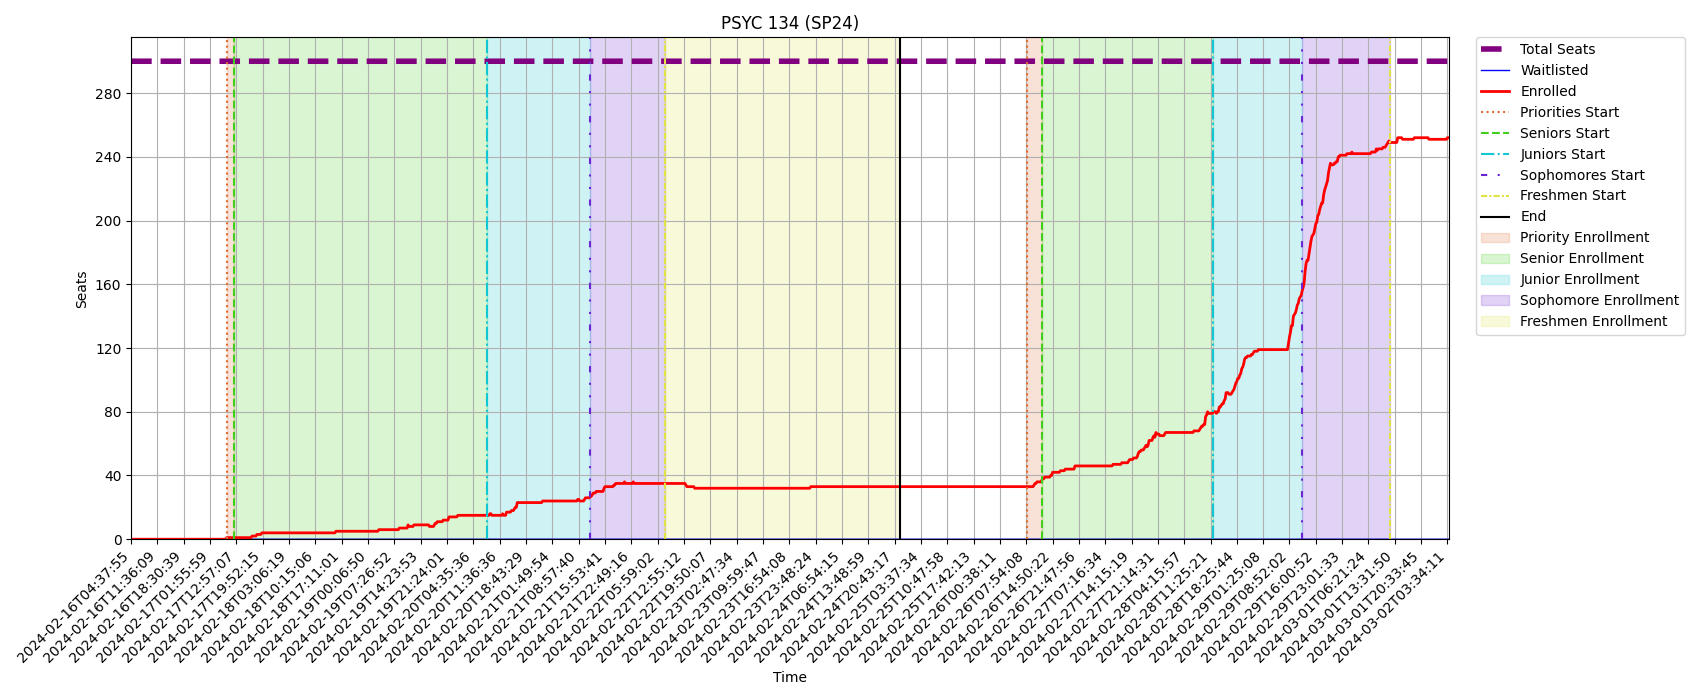 PSYC 134 (SP24)
Total Seats
Waitlisted
Enrolled
Priorities Start
Seniors Start
Juniors Start
Sophomores Start
Freshmen Start
End
Priority Enrollment
Senior Enrollment
Junior Enrollment
Sophomore Enrollment
Freshmen Enrollment
Seats
280
240
200
160
120
80
40
0
2024-02-16T04:37:55
2024-02-16T11:36:09
2024-02-16T18:30:39
2024-02-17T01:55:59
2024-02-17T12:57:07
2024-02-17T19:52:15
2024-02-18T03:06:19
2024-02-18T10:15:06
2024-02-18T17:11:01
2024-02-19T00:06:50
2024-02-19T07:26:52
2024-02-19T14:23:53
2024-02-19T21:24:01
2024-02-20T04:35:36
2024-02-20T11:36:36
2024-02-20T18:43:29
2024-02-21T01:49:54
2024-02-21T08:57:40
2024-02-21T15:53:41
2024-02-21T22:49:16
2024-02-22T05:59:02
2024-02-22T12:55:12
2024-02-22T19:50:07
2024-02-23T02:47:34
2024-02-23T09:59:47
2024-02-23T16:54:08
2024-02-23T23:48:24
2024-02-24T06:54:15
2024-02-24T13:48:59
2024-02-24T20:43:17
2024-02-25T03:37:34
2024-02-25T10:47:58
2024-02-25T17:42:13
2024-02-26T00:38:11
2024-02-26T07:54:08
2024-02-26T14:50:22
2024-02-26T21:47:56
2024-02-27T07:16:34
2024-02-27T14:15:19
2024-02-27T21:14:31
2024-02-28T04:15:57
2024-02-28T11:25:21
2024-02-28T18:25:44
2024-02-29T01:25:08
2024-02-29T08:52:02
2024-02-29T16:00:52
2024-02-29T23:01:33
2024-03-01T06:21:24
2024-03-01T13:31:50
2024-03-01T20:33:45
2024-03-02T03:34:11
Time